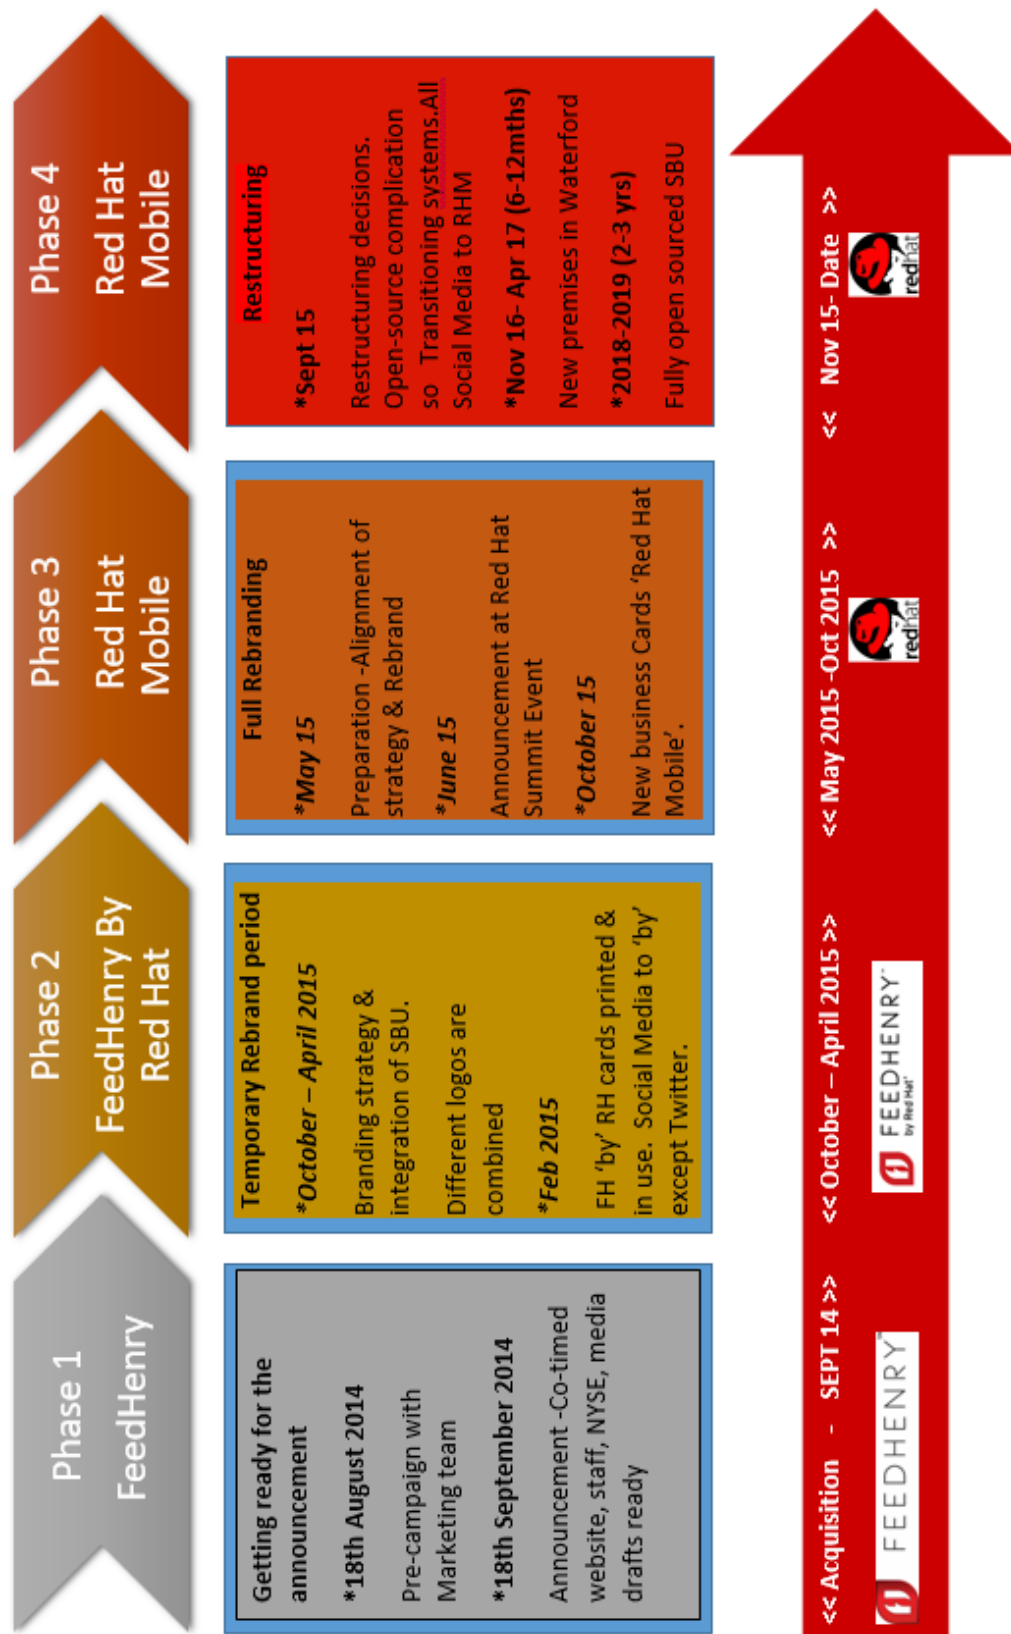 Phase 1
FeedHenry
Phase 2
FeedHenry By
Red Hat
Phase 3
Red Hat
Mobile
Phase 4
Red Hat
Mobile
Getting ready for the
announcement
*18th August 2014
Pre-campaign with
Marketing team
*18th September 2014
Announcement -Co-timed
website, staff, NYSE, media
drafts ready
Temporary Rebrand period
*October – April 2015
Branding strategy &
integration of SBU.
Different logos are
combined
*Feb 2015
FH 'by' RH cards printed &
in use. Social Media to 'by'
except Twitter.
Full Rebranding
*May 15
Preparation -Alignment of
strategy & Rebrand
*June 15
Announcement at Red Hat
Summit Event
*October 15
New business Cards 'Red Hat
Mobile'.
Restructuring
*Sept 15
Restructuring decisions.
Open-source complication
so Transitioning systems.All
Social Media to RHM
*Nov 16- Apr 17 (6-12mths)
New premises in Waterford
*2018-2019 (2-3 yrs)
Fully open sourced SBU
<< Acquisition - SEPT 14 >> << October – April 2015 >> << May 2015 -Oct 2015 >> << Nov 15- Date >>
FEEDHENRY™
FEEDHENRY™
by Red Hat®
redhat
redhat